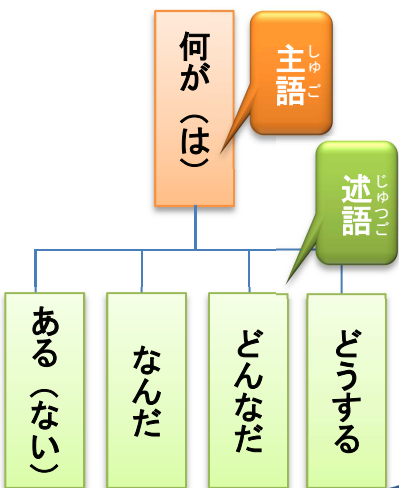 何が（は）
主語
しゅご
述語
じゅつご
どうする
どんなだ
なんだ
ある（ない）